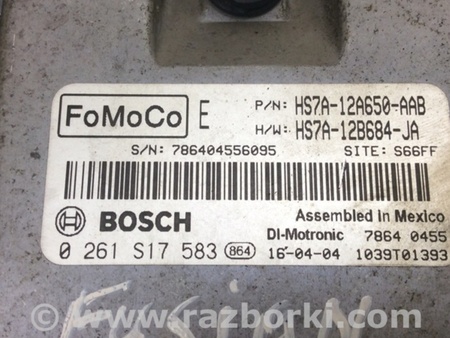 FoMoCo E P/N: HS7A-12A650-AAB
H/W: HS7A-12B684-JA
S/N: 786404556095 SITE: S66FF
BOSCH Assembled in Mexico
DI-Motronic 7864 0455
0 261 S17 583 864 16-04-04 1039T01393
© www.razborki.com